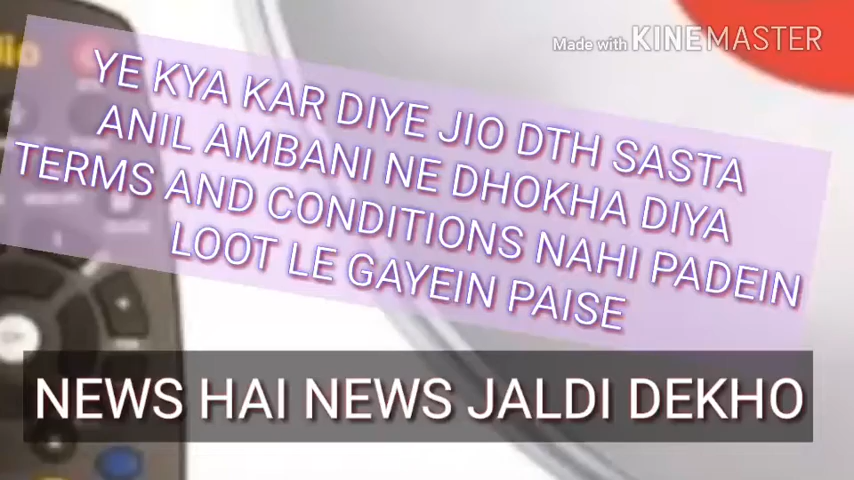 Made with KINEMASTER
YE KYA KAR DIYE JIO DTH SASTA
ANIL AMBANI NE DHOKHA DIYA
TERMS AND CONDITIONS NAHI PADEIN
LOOT LE GAYEIN PAISE
NEWS HAI NEWS JALDI DEKHO